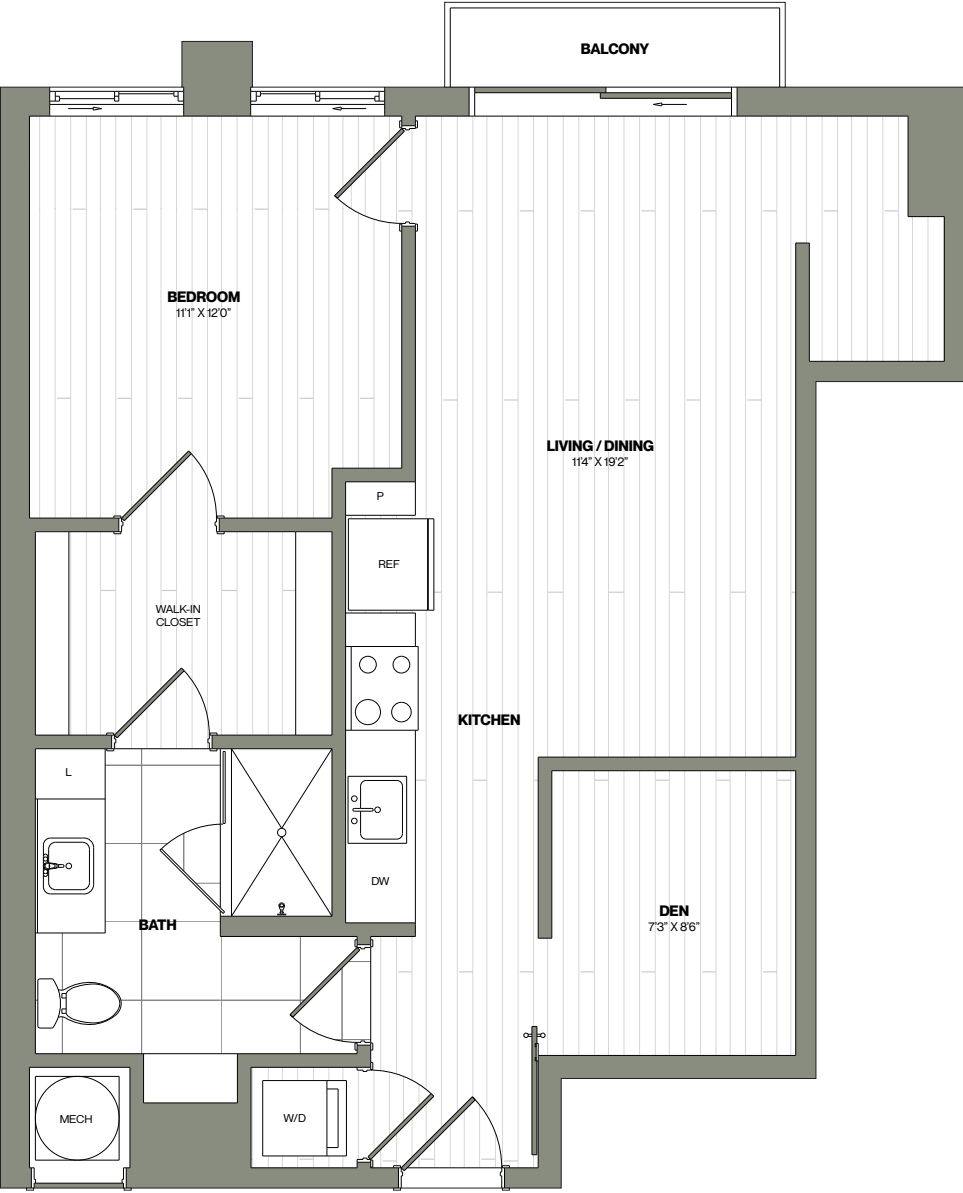 BALCONY
BEDROOM
11'1" X 12'0"
LIVING / DINING
11'4" X 19'2"
P
REF
WALK-IN
CLOSET
KITCHEN
L
DW
BATH
DEN
7'3" X 8'6"
MECH
W/D